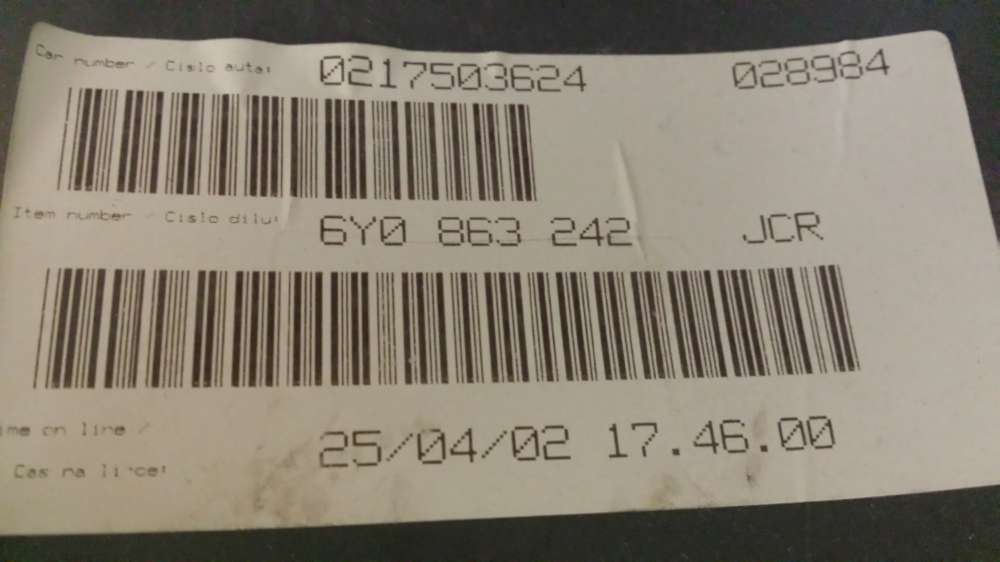 Car number / Cislo auta: 0217503624 028984
Item number / Cislo dilu: 6Y0 863 242 JCR
ime on line /
25/04/02 17.46.00
Cas na lince: